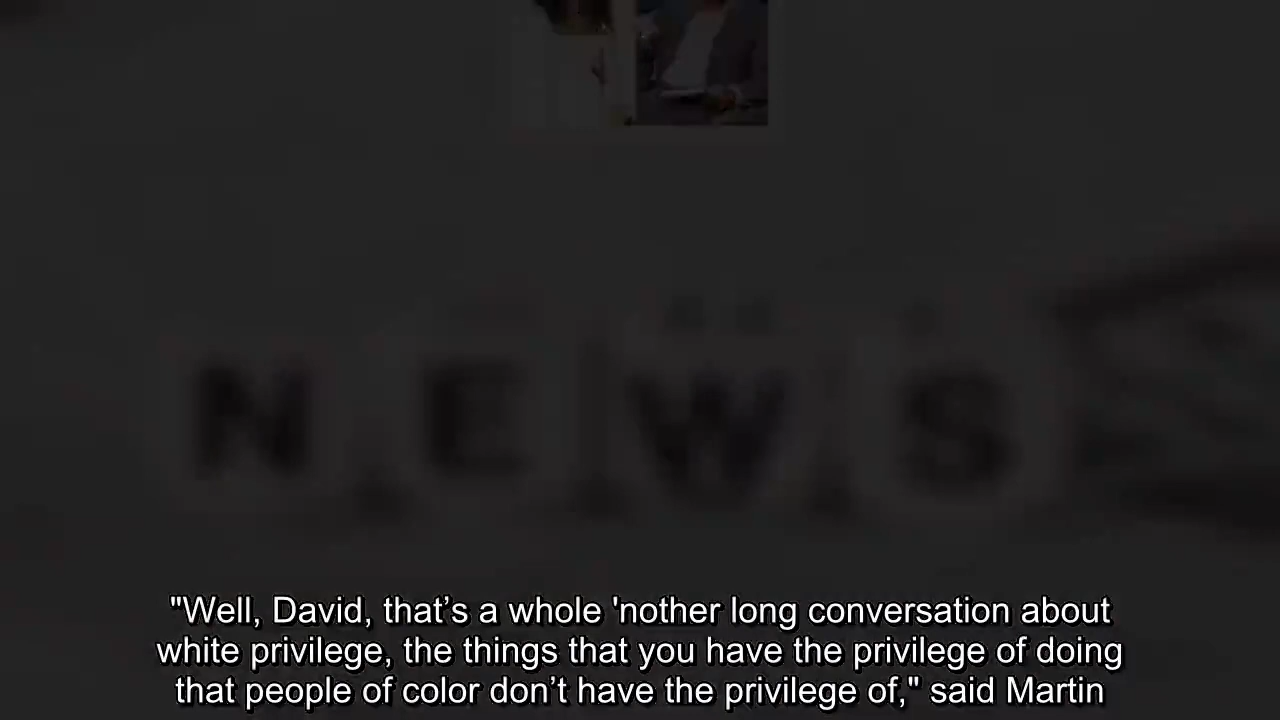 N E W S
"Well, David, that’s a whole 'nother long conversation about
white privilege, the things that you have the privilege of doing
that people of color don’t have the privilege of," said Martin